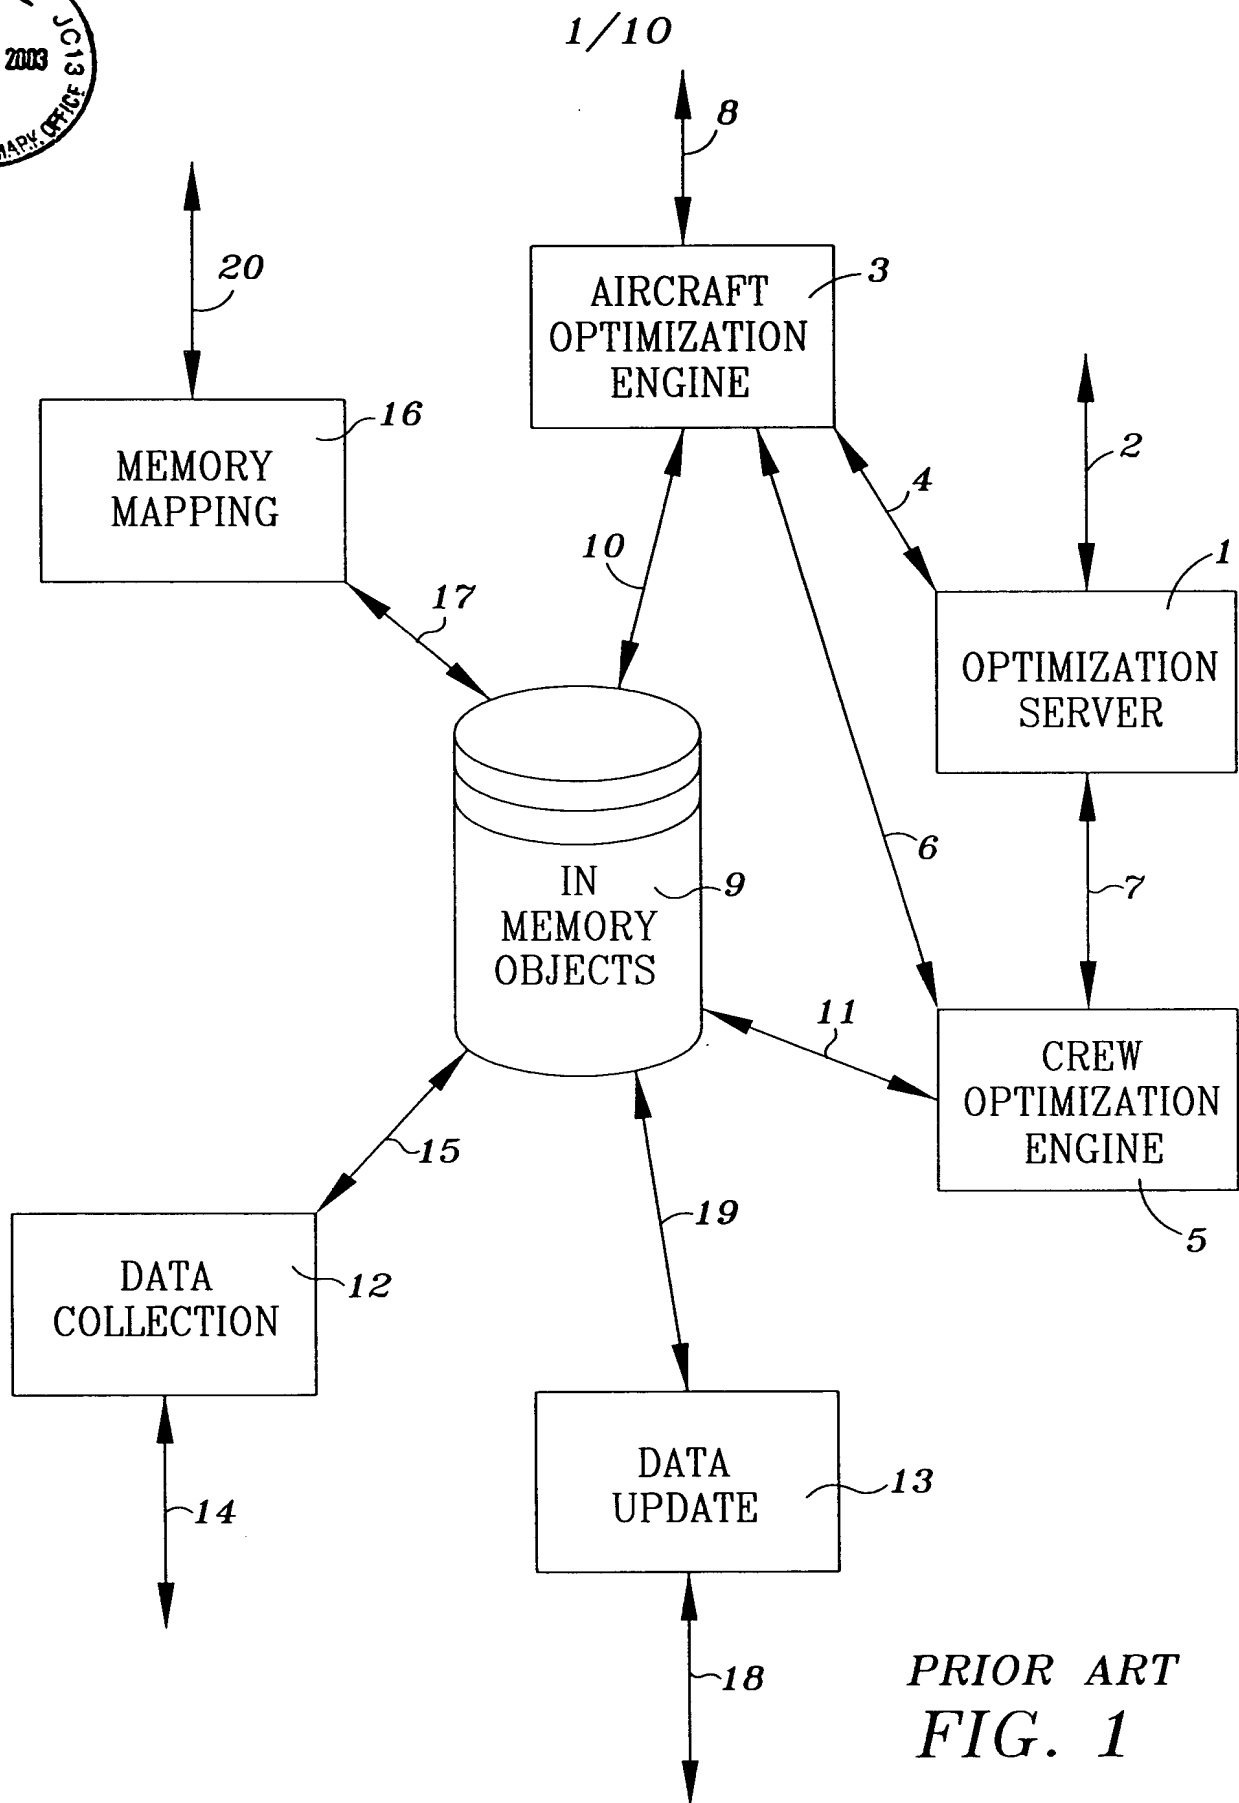 1/10
2003
JC13
OFFICE
8
20
3
AIRCRAFT
OPTIMIZATION
ENGINE
16
MEMORY
MAPPING
2
4
10
1
17
OPTIMIZATION
SERVER
6
7
9
IN
MEMORY
OBJECTS
11
CREW
OPTIMIZATION
ENGINE
15
19
5
12
DATA
COLLECTION
13
DATA
UPDATE
14
18
PRIOR ART
FIG. 1